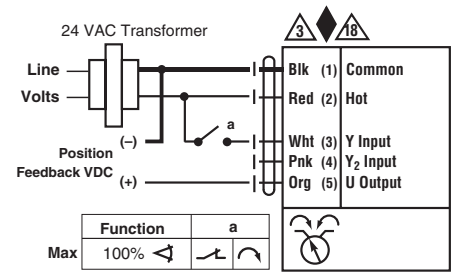 24 VAC Transformer
3
18
Line
Volts
Blk (1) Common
Red (2) Hot
a
Wht (3) Y Input
Pnk (4) Y₂ Input
Org (5) U Output
(–)
Position
Feedback VDC
(+)
Function a
Max 100%